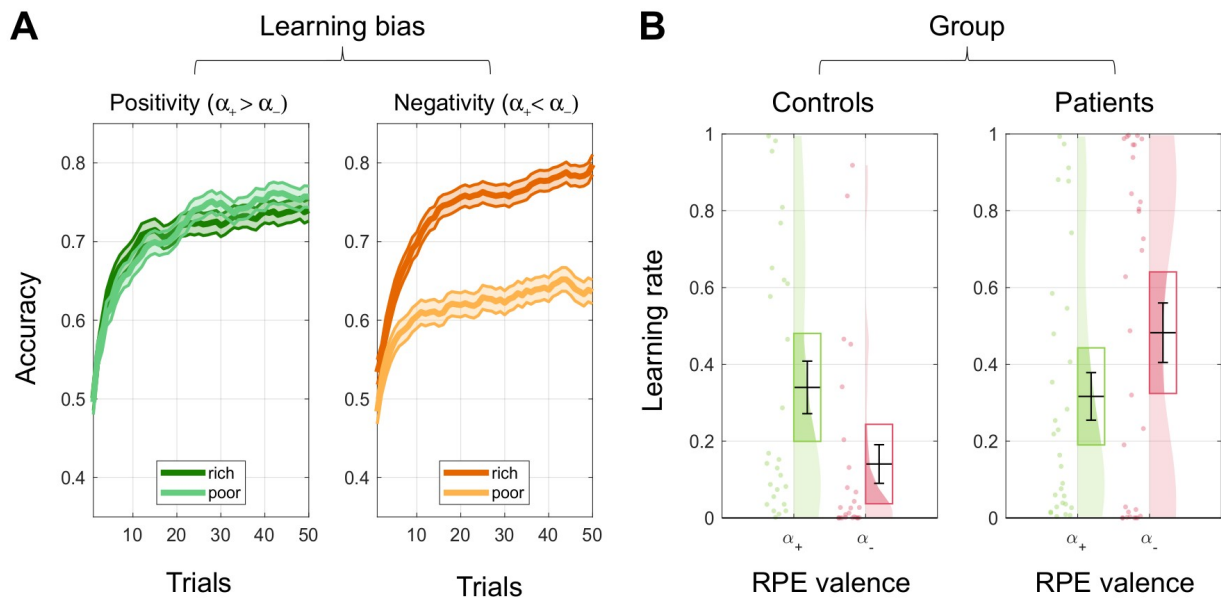 A
Learning bias
Positivity (α+ > α−)
Negativity (α+ < α−)
Accuracy
0.8
0.7
0.6
0.5
0.4
rich
poor
10 20 30 40 50
Trials
0.8
0.7
0.6
0.5
0.4
rich
poor
10 20 30 40 50
Trials
B
Group
Controls
Patients
Learning rate
1
0.8
0.6
0.4
0.2
0
α+ α-
RPE valence
1
0.8
0.6
0.4
0.2
0
α+ α-
RPE valence